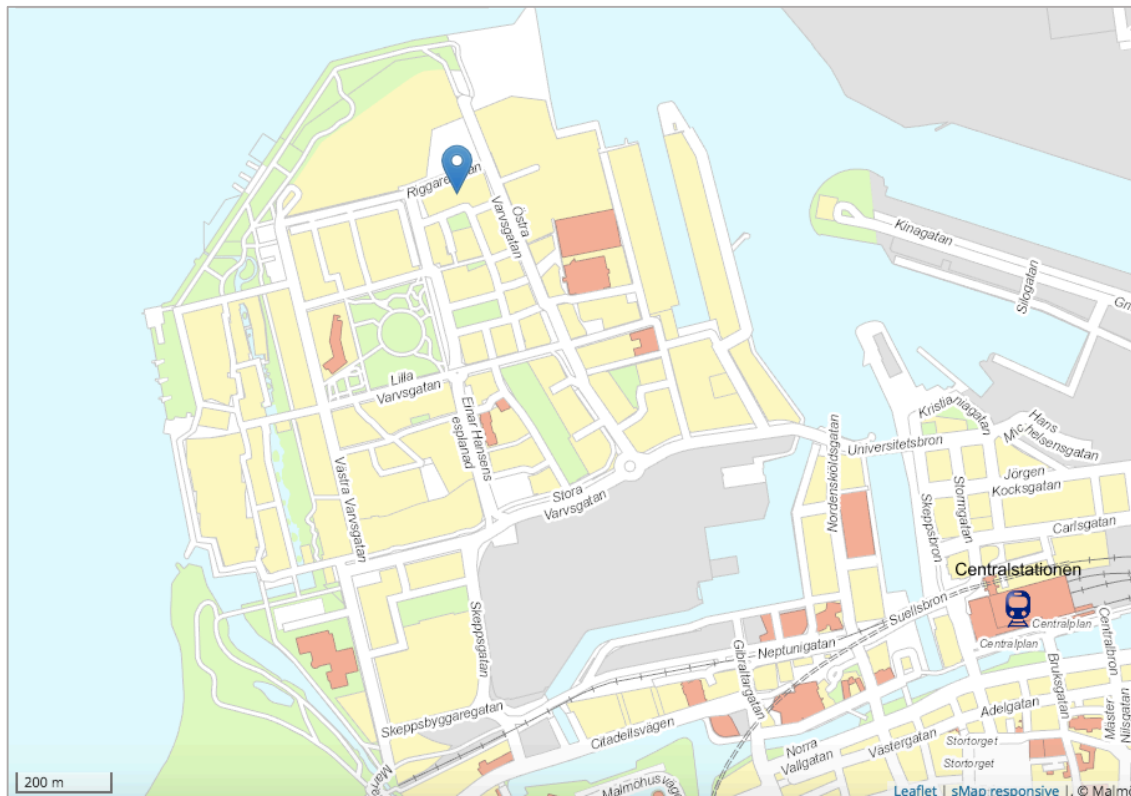 Riggaregatan
Östra
Varvsgatan
Kinagatan
Silogatan
Lilla
Varvsgatan
Einar Hansens
esplanad
Västra Varvsgatan
Stora
Varvsgatan
Nordenskiöldsgatan
Universitetsbron
Kristianiagatan
Hans
Michelsensgatan
Jörgen
Kocksgatan
Stormgatan
Skeppsbron
Carlsgatan
Centralstationen
Centralplan
Centralplan
Centralbron
Suellsbron
Neptunigatan
Gibraltargatan
Skeppsgatan
Skeppsbyggaregatan
Citadellsvägen
Bruksgatan
Adelgatan
Mäster
Nilsgatan
Norra
Vallgatan
Västergatan
Stortorget
Stortorget
200 m
Leaflet | sMap responsive |, © Malmö